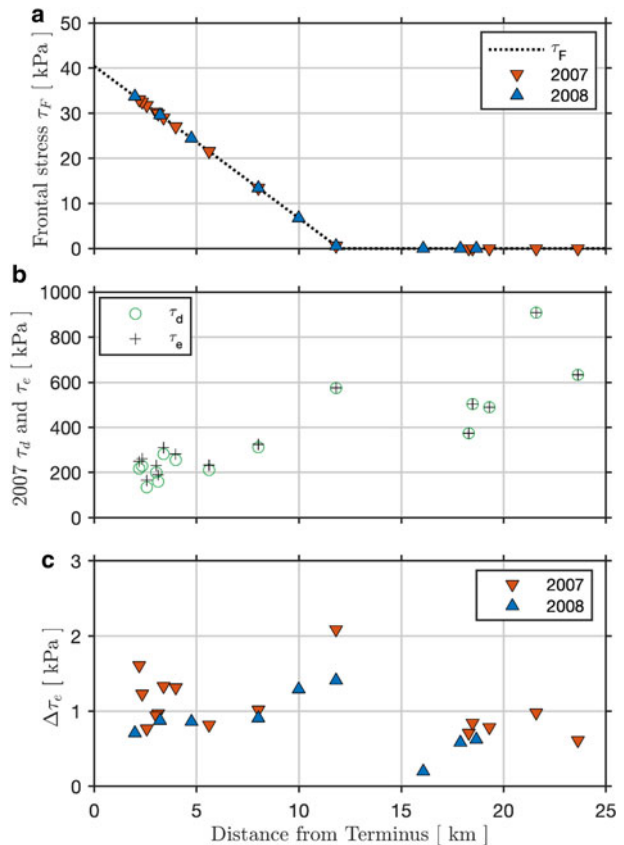 a
50
40
30
20
10
0
Frontal stress τF [ kPa]
τF
2007
2008
b
1000
800
600
400
200
0
2007 τd and τe [ kPa ]
τd
τe
c
3
2
1
0
Δτe [ kPa ]
2007
2008
0 5 10 15 20 25
Distance from Terminus [ km ]